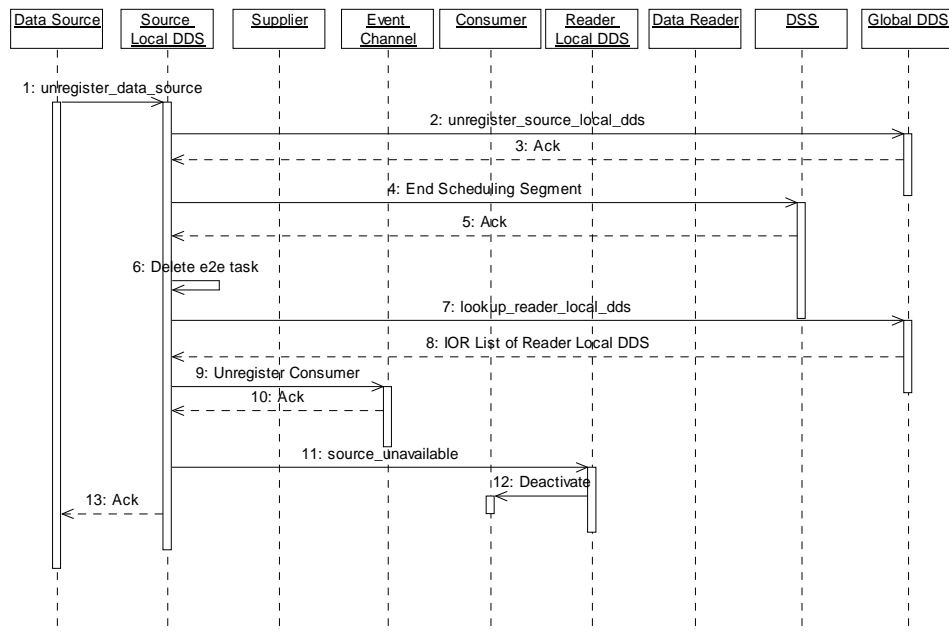 Data Source
Source
Local DDS
Supplier
Event
Channel
Consumer
Reader
Local DDS
Data Reader
DSS
Global DDS
1: unregister_data_source
2: unregister_source_local_dds
3: Ack
4: End Scheduling Segment
5: Ack
6: Delete e2e task
7: lookup_reader_local_dds
8: IOR List of Reader Local DDS
9: Unregister Consumer
10: Ack
11: source_unavailable
12: Deactivate
13: Ack